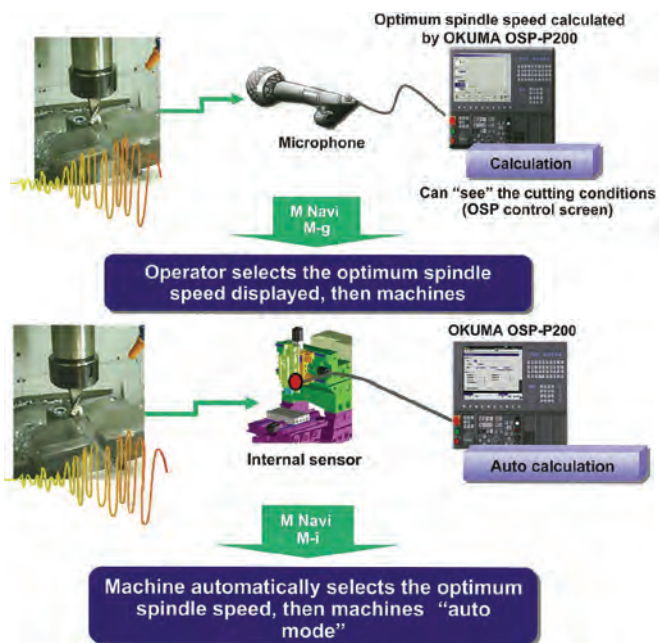 Optimum spindle speed calculated
by OKUMA OSP-P200
Microphone
Calculation
Can “see” the cutting conditions
(OSP control screen)
M Navi
M-g
Operator selects the optimum spindle
speed displayed, then machines
OKUMA OSP-P200
Internal sensor
Auto calculation
M Navi
M-i
Machine automatically selects the optimum
spindle speed, then machines “auto
mode”